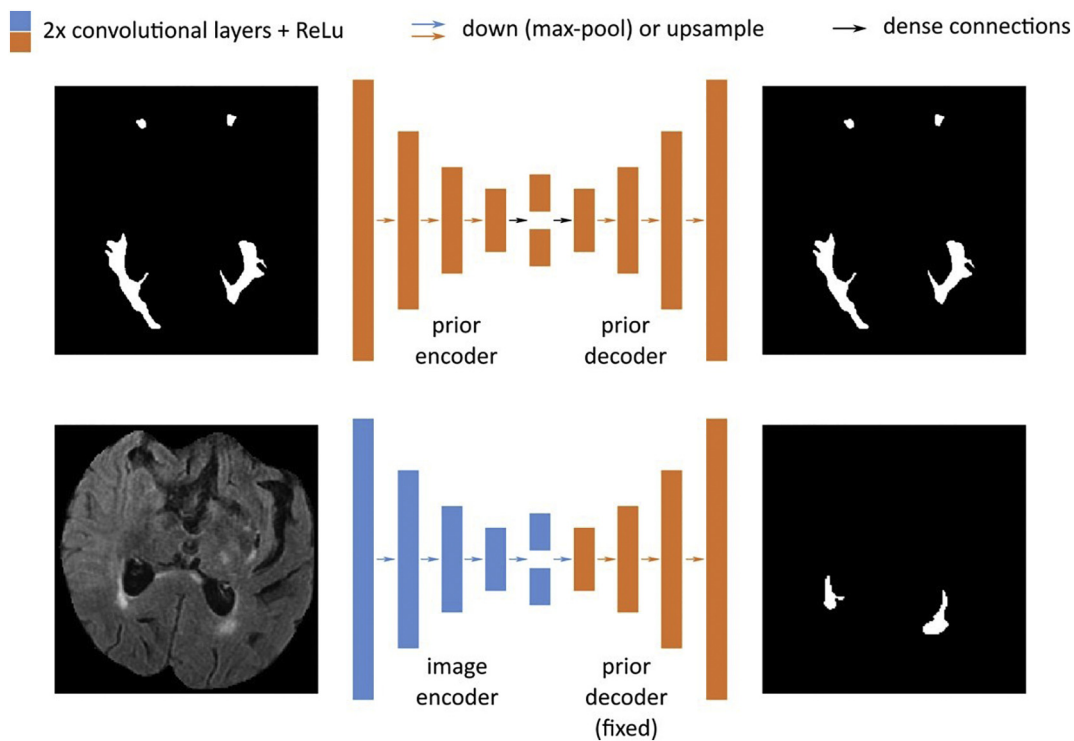 2x convolutional layers + ReLu
down (max-pool) or upsample
dense connections
prior
encoder
prior
decoder
image
encoder
prior
decoder
(fixed)